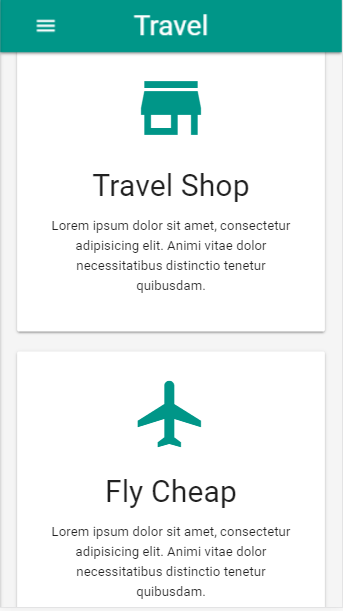 Travel
Travel Shop
Lorem ipsum dolor sit amet, consectetur
adipisicing elit. Animi vitae dolor
necessitatibus distinctio tenetur
quibusdam.
Fly Cheap
Lorem ipsum dolor sit amet, consectetur
adipisicing elit. Animi vitae dolor
necessitatibus distinctio tenetur
quibusdam.